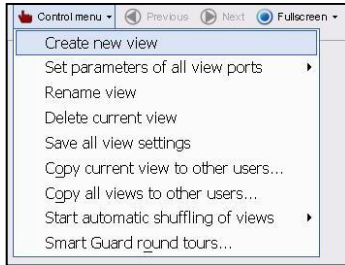 Control menu Previous Next Fullscreen
Create new view
Set parameters of all view ports
Rename view
Delete current view
Save all view settings
Copy current view to other users...
Copy all views to other users...
Start automatic shuffling of views
Smart Guard round tours...